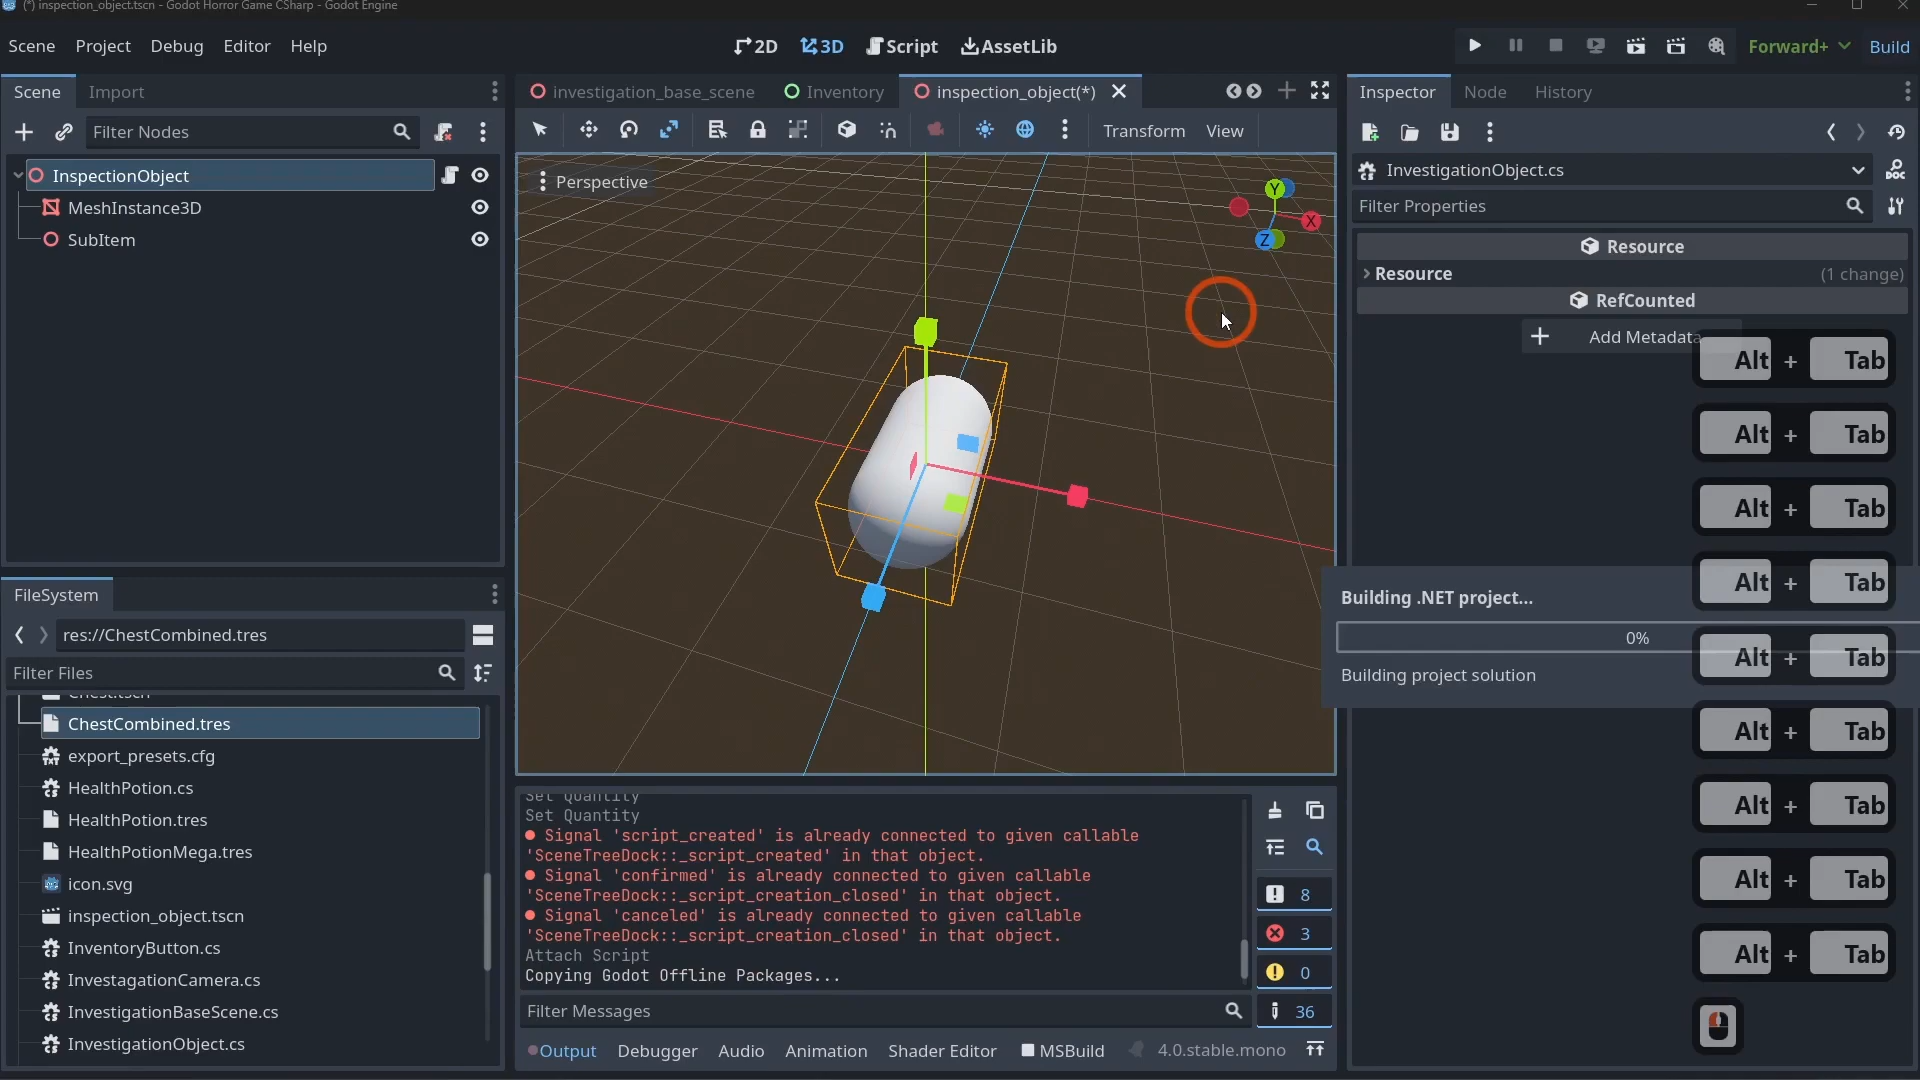 (*) inspection_object.tscn - Godot Horror Game CSharp - Godot Engine
Scene Project Debug Editor Help
2D 3D Script AssetLib
Forward+ Build
Scene Import
Filter Nodes
InspectionObject
MeshInstance3D
SubItem
FileSystem
res://ChestCombined.tres
Filter Files
Chest.tscn
ChestCombined.tres
export_presets.cfg
HealthPotion.cs
HealthPotion.tres
HealthPotionMega.tres
icon.svg
inspection_object.tscn
InventoryButton.cs
InvestagationCamera.cs
InvestigationBaseScene.cs
InvestigationObject.cs
investigation_base_scene Inventory inspection_object(*)
Transform View
Perspective
Y
X
Z
Set Quantity
Set Quantity
Signal 'script_created' is already connected to given callable
'SceneTreeDock::_script_created' in that object.
Signal 'confirmed' is already connected to given callable
'SceneTreeDock::_script_creation_closed' in that object.
Signal 'canceled' is already connected to given callable
'SceneTreeDock::_script_creation_closed' in that object.
Attach Script
Copying Godot Offline Packages...
8
3
0
36
Filter Messages
Output Debugger Audio Animation Shader Editor MSBuild 4.0.stable.mono
Inspector Node History
InvestigationObject.cs
DOC
Filter Properties
Resource
Resource (1 change)
RefCounted
Add Metadata
Alt + Tab
Alt + Tab
Alt + Tab
Alt + Tab
Building .NET project...
0%
Alt + Tab
Building project solution
Alt + Tab
Alt + Tab
Alt + Tab
Alt + Tab